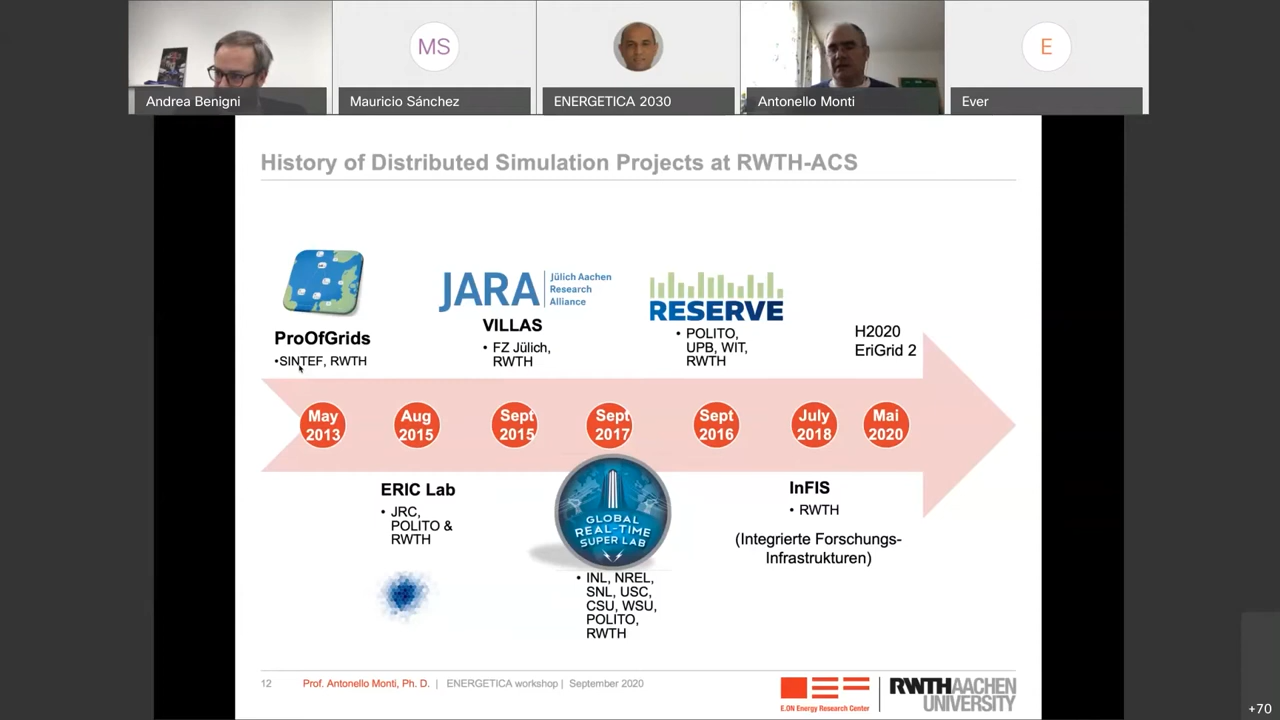 MS
E
Andrea Benigni
Mauricio Sánchez
ENERGETICA 2030
Antonello Monti
Ever
History of Distributed Simulation Projects at RWTH-ACS
ProOfGrids
•SINTEF, RWTH
JARA
Jülich Aachen
Research
Alliance
VILLAS
• FZ Jülich,
RWTH
RESERVE
• POLITO,
UPB, WIT,
RWTH
H2020
EriGrid 2
May
2013
Aug
2015
Sept
2015
Sept
2017
Sept
2016
July
2018
Mai
2020
ERIC Lab
• JRC,
POLITO &
RWTH
GLOBAL
REAL-TIME
SUPER LAB
• INL, NREL,
SNL, USC,
CSU, WSU,
POLITO,
RWTH
InFIS
• RWTH
(Integrierte Forschungs-
Infrastrukturen)
12
Prof. Antonello Monti, Ph. D. | ENERGETICA workshop | September 2020
E.ON Energy Research Center
RWTH AACHEN
UNIVERSITY
+70